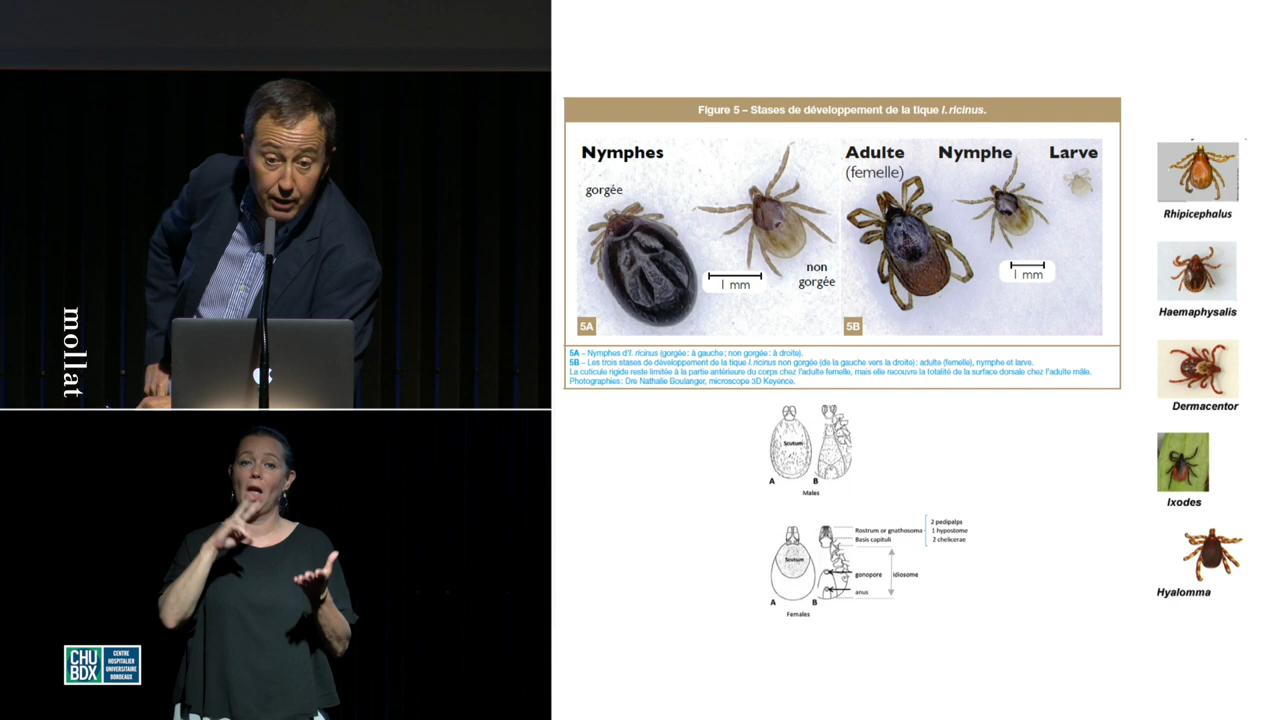 mollat
CHU
BDX
CENTRE
HOSPITALIER
UNIVERSITAIRE
BORDEAUX
Figure 5 – Stases de développement de la tique I. ricinus.
Nymphes
gorgée
1 mm
non
gorgée
5A
Adulte
(femelle)
Nymphe
Larve
1 mm
5B
5A – Nymphes d'I. ricinus (gorgée : à gauche ; non gorgée : à droite).
5B – Les trois stases de développement de la tique I. ricinus non gorgée (de la gauche vers la droite) : adulte (femelle), nymphe et larve.
La cuticule rigide reste limitée à la partie antérieure du corps chez l'adulte femelle, mais elle recouvre la totalité de la surface dorsale chez l'adulte mâle.
Photographies : Dre Nathalie Boulanger, microscope 3D Keyence.
Scutum
A B
Males
Scutum
Rostrum or gnathosoma
Basis capituli
2 pedipalps
1 hypostome
2 chelicerae
gonopore
idiosome
anus
A B
Females
Rhipicephalus
Haemaphysalis
Dermacentor
Ixodes
Hyalomma